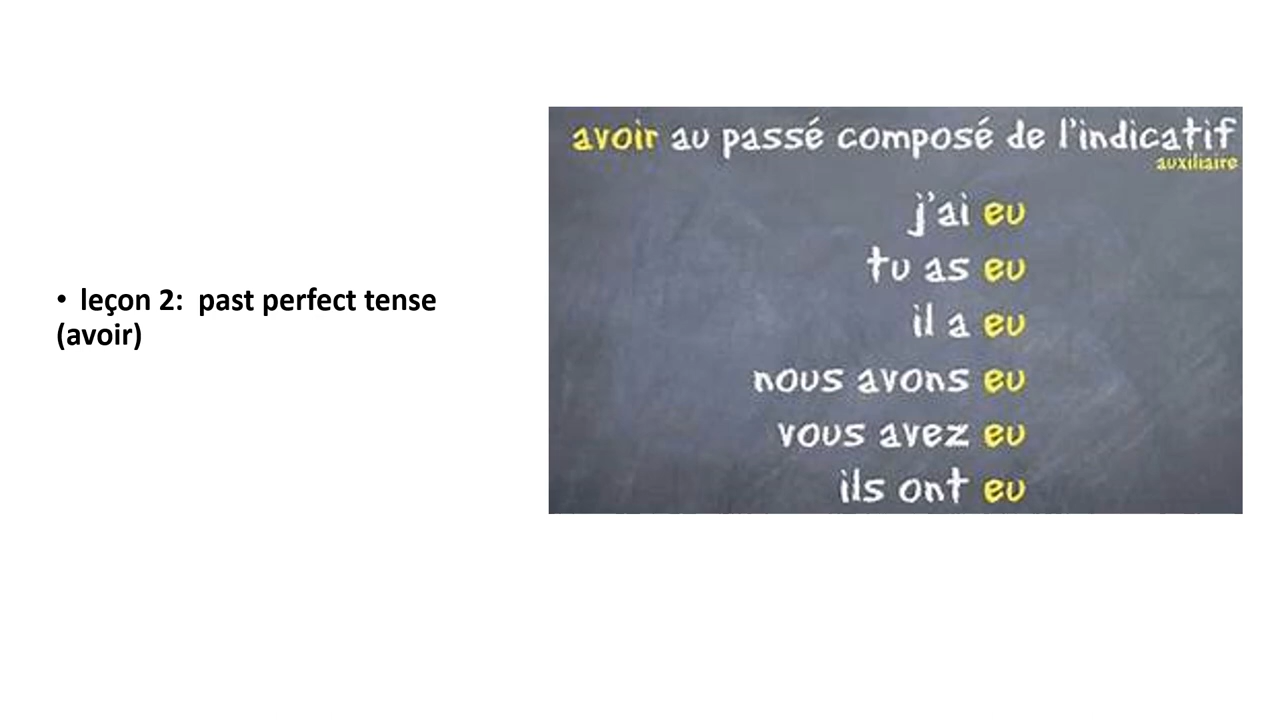 • leçon 2: past perfect tense
(avoir)
avoir au passé composé de l'indicatif
auxiliaire
j'ai eu
tu as eu
il a eu
nous avons eu
vous avez eu
ils ont eu